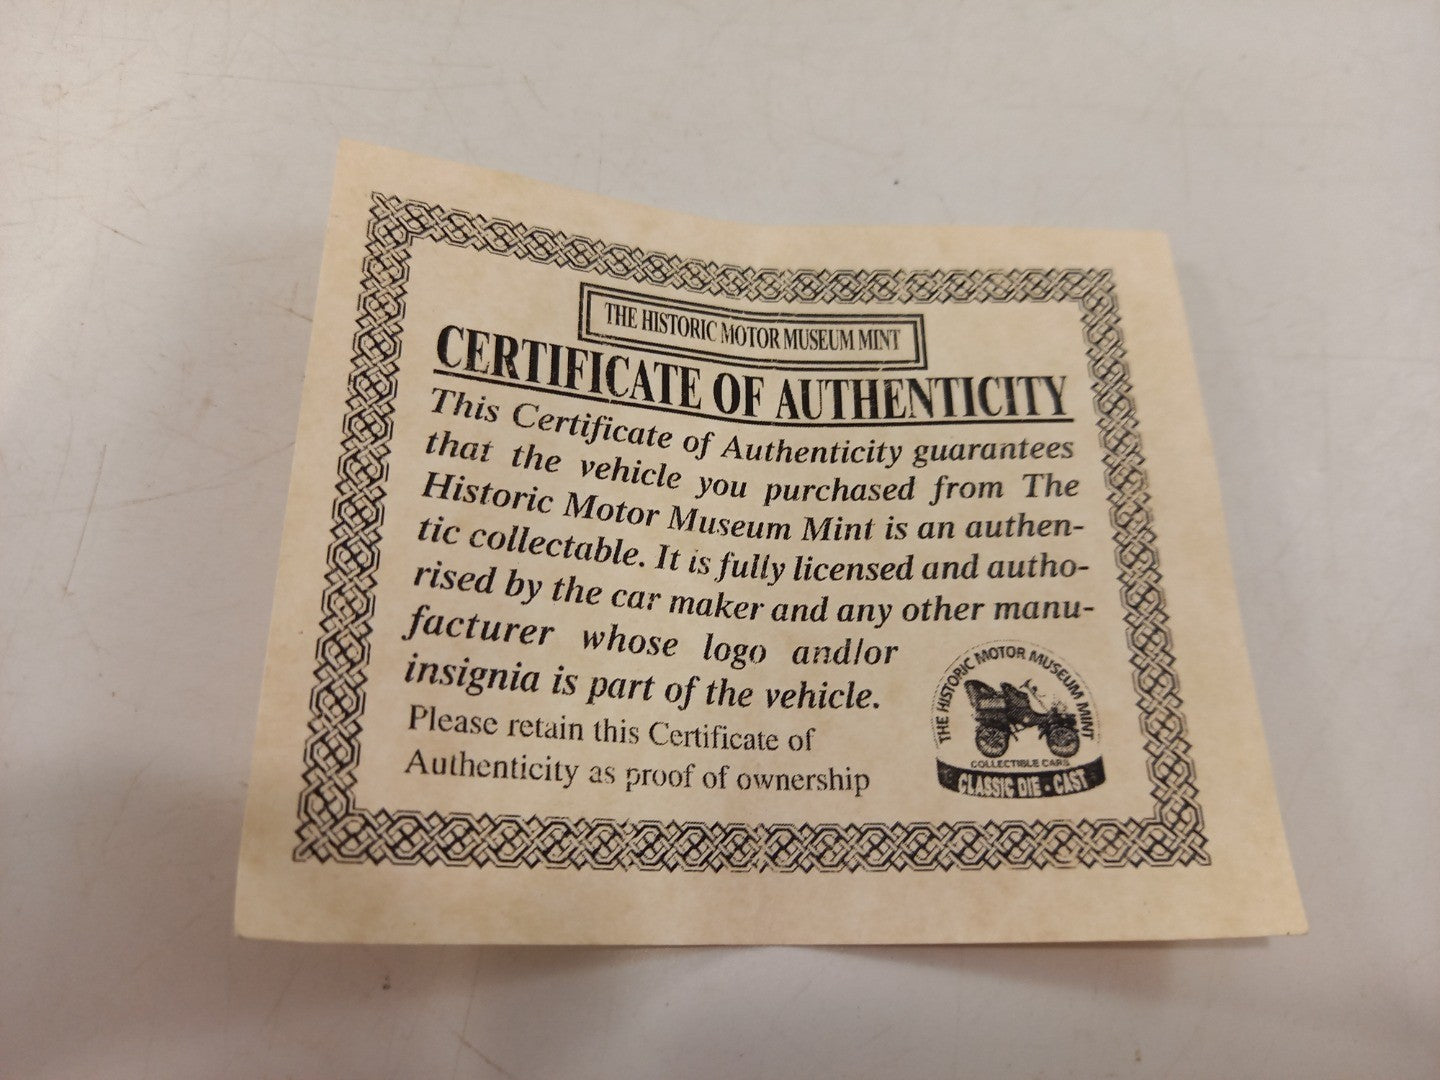 THE HISTORIC MOTOR MUSEUM MINT
CERTIFICATE OF AUTHENTICITY
This Certificate of Authenticity guarantees
that the vehicle you purchased from The
Historic Motor Museum Mint is an authen-
tic collectable. It is fully licensed and autho-
rised by the car maker and any other manu-
facturer whose logo and/or
insignia is part of the vehicle.
Please retain this Certificate of
Authenticity as proof of ownership
THE HISTORIC MOTOR MUSEUM MINT
COLLECTIBLE CARS
CLASSIC DIE - CAST